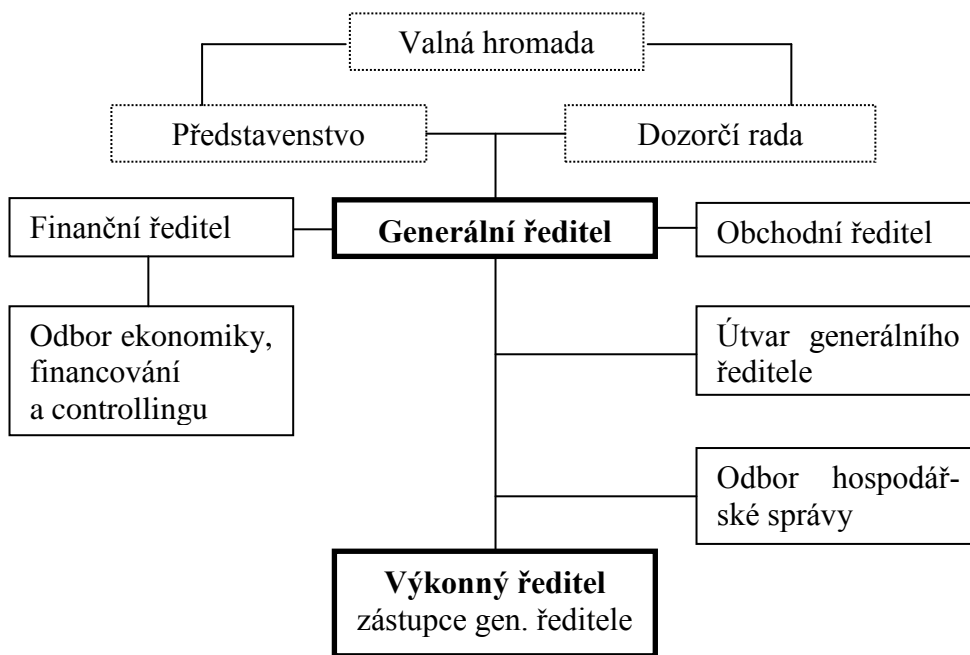 Valná hromada
Představenstvo
Dozorčí rada
Finanční ředitel
Generální ředitel
Obchodní ředitel
Odbor ekonomiky,
financování
a controllingu
Útvar generálního
ředitele
Odbor hospodář-
ské správy
Výkonný ředitel
zástupce gen. ředitele